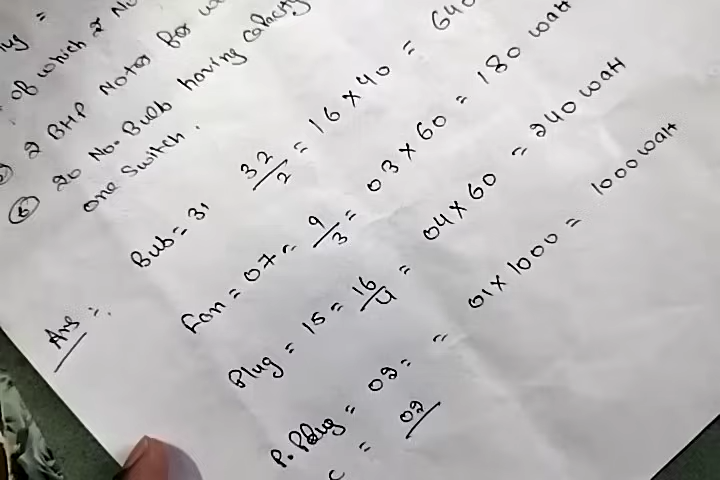 of which 2 No
2 BHP Motor for
⑥ 20 No. Bulb having capacity
one Switch.
Ans :-
Bub = 31 32/2 = 16 × 40 = 640
Fan = 07 = 9/3 = 03 × 60 = 180 watt
Plug = 15 = 16/4 = 04 × 60 = 240 watt
P. Plug = 02 = = 01 × 1000 = 1000 watt
= 02